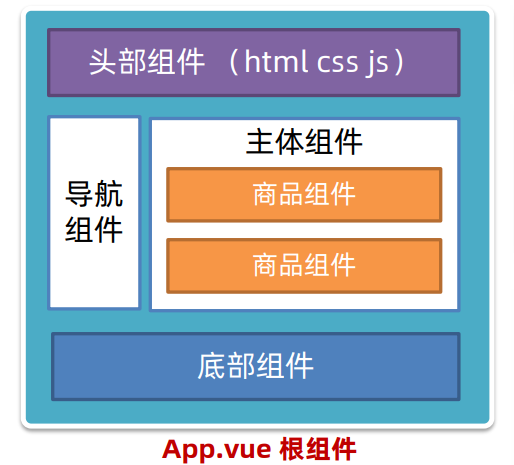 头部组件 （html css js）
导航
组件
主体组件
商品组件
商品组件
底部组件
App.vue 根组件